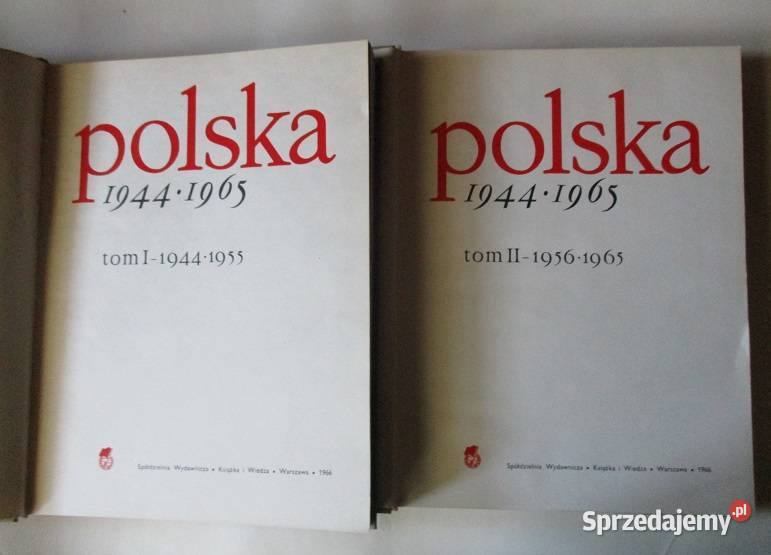 polska
1944·1965
tom I-1944·1955
Spółdzielnia Wydawnicza • Książka i Wiedza • Warszawa • 1966
polska
1944·1965
tom II-1956·1965
Spółdzielnia Wydawnicza • Książka i Wiedza • Warszawa • 1966
Sprzedajemy.pl